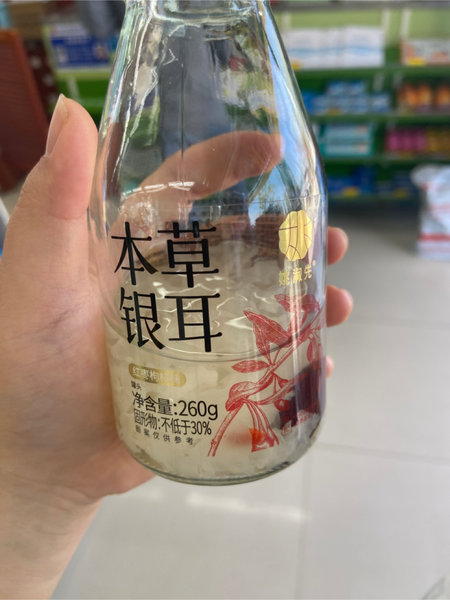 本草
银耳
罐头
净含量:260g
固形物:不低于30%
图案仅供参考